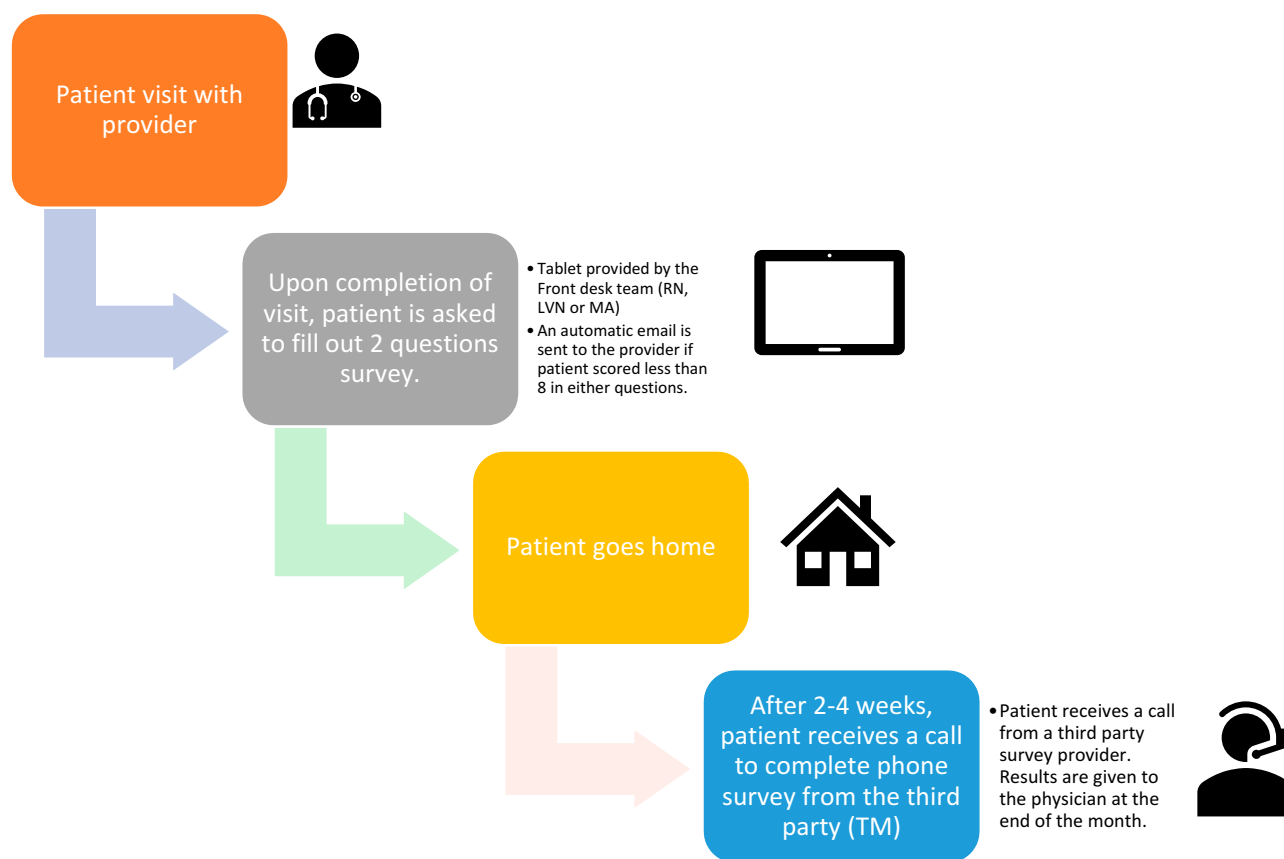 Patient visit with
provider
Upon completion of
visit, patient is asked
to fill out 2 questions
survey.
• Tablet provided by the
Front desk team (RN,
LVN or MA)
• An automatic email is
sent to the provider if
patient scored less than
8 in either questions.
Patient goes home
After 2-4 weeks,
patient receives a call
to complete phone
survey from the third
party (TM)
• Patient receives a call
from a third party
survey provider.
Results are given to
the physician at the
end of the month.